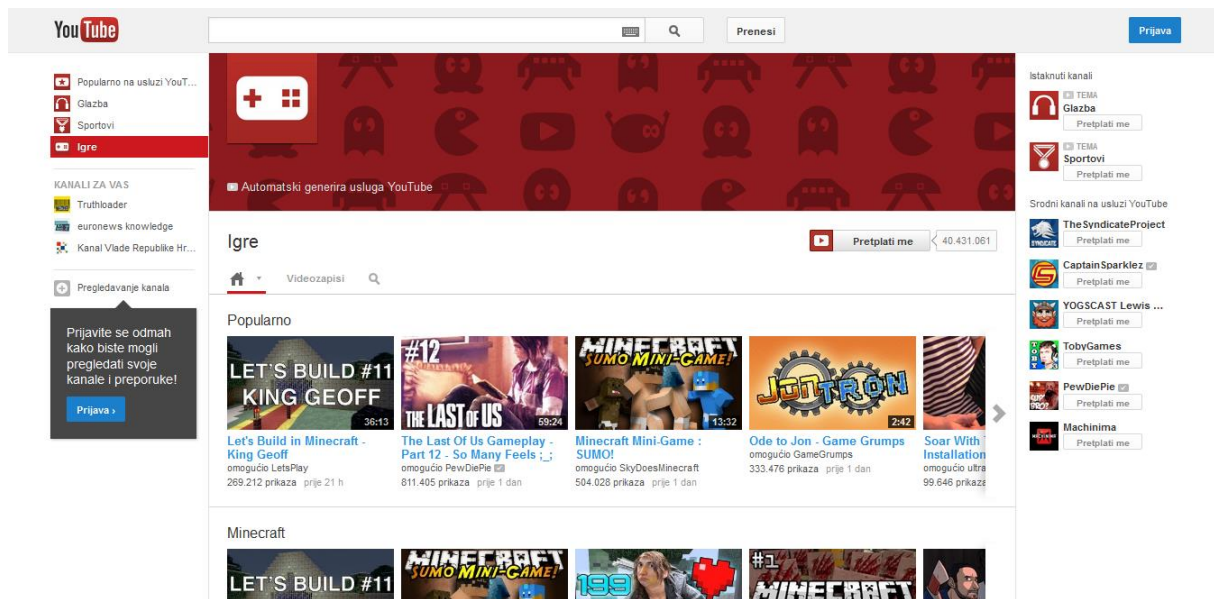 YouTube
Prenesi
Prijava
Popularno na usluzi YouT...
Glazba
Sportovi
Igre
KANALI ZA VAS
Truthloader
euronews knowledge
Kanal Vlade Republike Hr...
Pregledavanje kanala
Prijavite se odmah
kako biste mogli
pregledati svoje
kanale i preporuke!
Prijava ›
Automatski generira usluga YouTube
Igre
Pretplati me
40.431.061
Videozapisi
Popularno
LET'S BUILD #11
KING GEOFF
36:13
Let's Build in Minecraft -
King Geoff
omogućio LetsPlay
269.212 prikaza prije 21 h
#12
THE LAST OF US
59:24
The Last Of Us Gameplay -
Part 12 - So Many Feels ;_;
omogućio PewDiePie
811.405 prikaza prije 1 dan
MINECRAFT
SUMO MINI-GAME!
13:32
Minecraft Mini-Game :
SUMO!
omogućio SkyDoesMinecraft
504.028 prikaza prije 1 dan
JONTRON
2:42
Ode to Jon - Game Grumps
omogućio GameGrumps
333.476 prikaza prije 1 dan
Soar With
Installation
omogućio ultra
99.646 prikaza
Minecraft
LET'S BUILD #11
MINECRAFT
SUMO MINI-GAME!
199
#1
MINECRAFT
Istaknuti kanali
TEMA
Glazba
Pretplati me
TEMA
Sportovi
Pretplati me
Srodni kanali na usluzi YouTube
TheSyndicateProject
Pretplati me
CaptainSparklez
Pretplati me
YOGSCAST Lewis ...
Pretplati me
TobyGames
Pretplati me
PewDiePie
Pretplati me
Machinima
Pretplati me